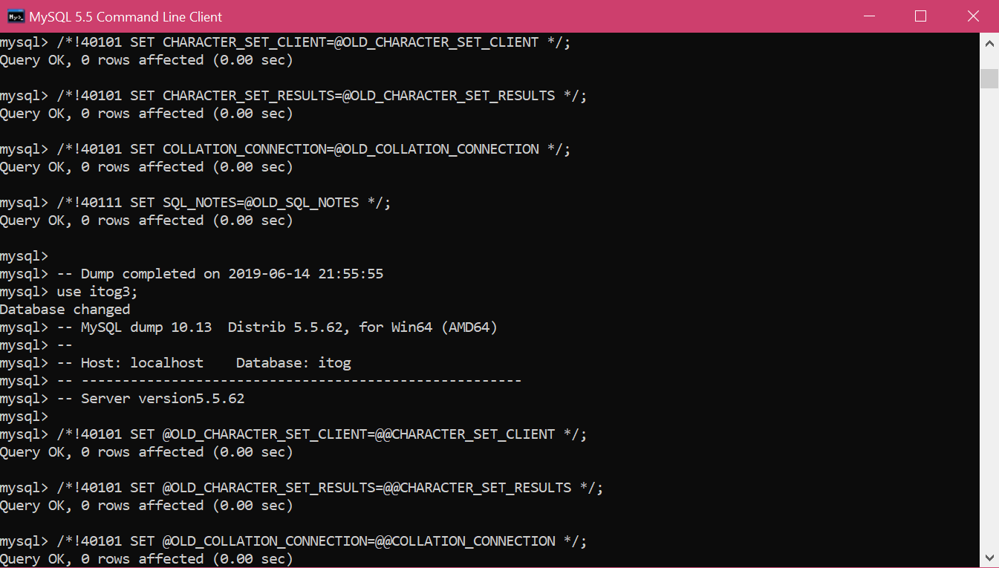 MySQL 5.5 Command Line Client
mysql> /*!40101 SET CHARACTER_SET_CLIENT=@OLD_CHARACTER_SET_CLIENT */;
Query OK, 0 rows affected (0.00 sec)
mysql> /*!40101 SET CHARACTER_SET_RESULTS=@OLD_CHARACTER_SET_RESULTS */;
Query OK, 0 rows affected (0.00 sec)
mysql> /*!40101 SET COLLATION_CONNECTION=@OLD_COLLATION_CONNECTION */;
Query OK, 0 rows affected (0.00 sec)
mysql> /*!40111 SET SQL_NOTES=@OLD_SQL_NOTES */;
Query OK, 0 rows affected (0.00 sec)
mysql>
mysql> -- Dump completed on 2019-06-14 21:55:55
mysql> use itog3;
Database changed
mysql> -- MySQL dump 10.13  Distrib 5.5.62, for Win64 (AMD64)
mysql> --
mysql> -- Host: localhost    Database: itog
mysql> -- ------------------------------------------------------
mysql> -- Server version5.5.62
mysql>
mysql> /*!40101 SET @OLD_CHARACTER_SET_CLIENT=@@CHARACTER_SET_CLIENT */;
Query OK, 0 rows affected (0.00 sec)
mysql> /*!40101 SET @OLD_CHARACTER_SET_RESULTS=@@CHARACTER_SET_RESULTS */;
Query OK, 0 rows affected (0.00 sec)
mysql> /*!40101 SET @OLD_COLLATION_CONNECTION=@@COLLATION_CONNECTION */;
Query OK, 0 rows affected (0.00 sec)